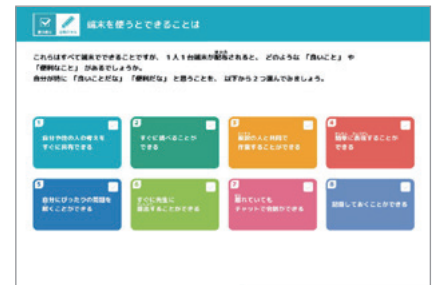 端末を使うとできることは
これらはすべて端末でできることですが、1人1台端末が配布されると、どのような「良いこと」や
「便利なこと」があるでしょうか。
自分が特に「良いことだな」「便利だな」と思うことを、以下から2つ選んでみましょう。
1
自分や他の人の考えを
すぐに共有できる
2
すぐに調べることが
できる
3
の人と共同で
作業することができる
4
簡単に表現することが
できる
5
自分にぴったりの問題を
解くことができる
6
すぐに先生に
提出することができる
7
離れていても
チャットで会話ができる
8
記録しておくことができる